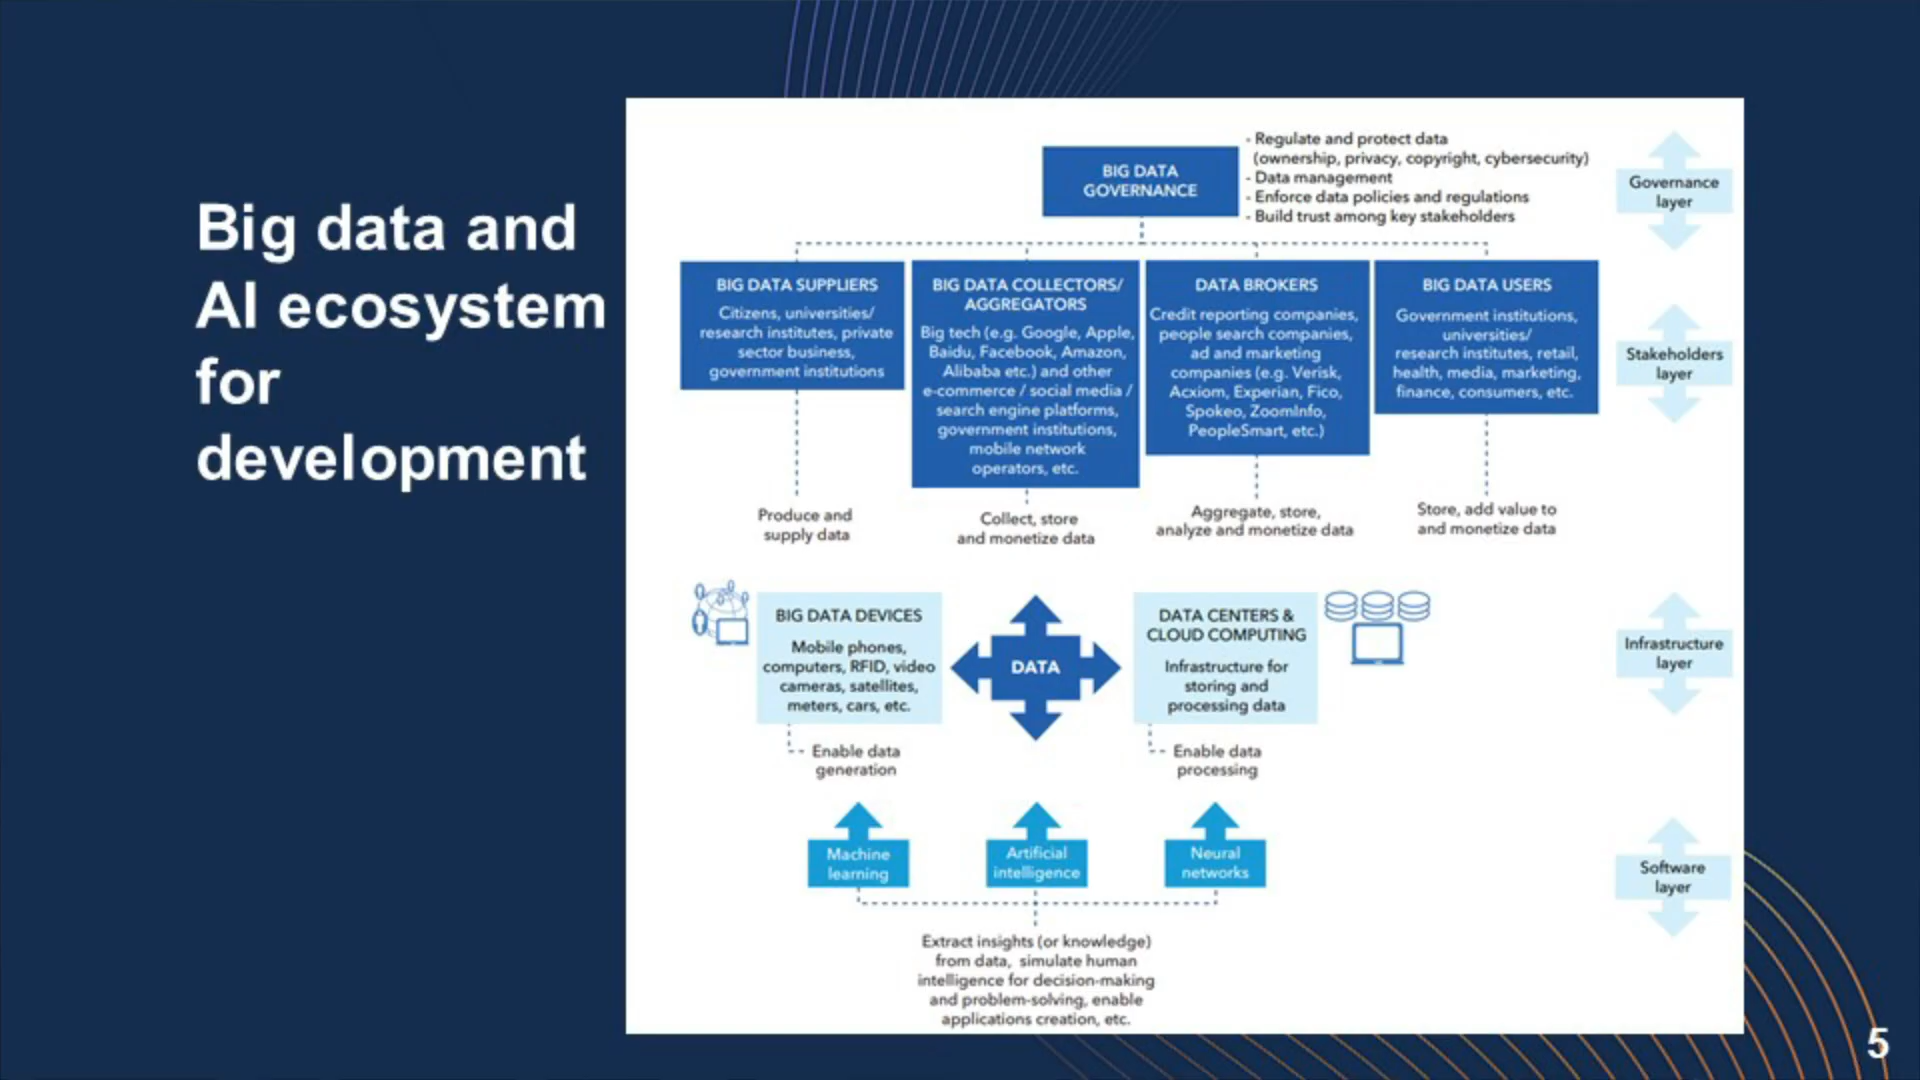 Big data and
AI ecosystem
for
development
BIG DATA
GOVERNANCE
- Regulate and protect data
(ownership, privacy, copyright, cybersecurity)
- Data management
- Enforce data policies and regulations
- Build trust among key stakeholders
Governance
layer
BIG DATA SUPPLIERS
Citizens, universities/
research institutes, private
sector business,
government institutions
BIG DATA COLLECTORS/
AGGREGATORS
Big tech (e.g. Google, Apple,
Baidu, Facebook, Amazon,
Alibaba etc.) and other
e-commerce / social media /
search engine platforms,
government institutions,
mobile network
operators, etc.
DATA BROKERS
Credit reporting companies,
people search companies,
ad and marketing
companies (e.g. Verisk,
Acxiom, Experian, Fico,
Spokeo, ZoomInfo,
PeopleSmart, etc.)
BIG DATA USERS
Government institutions,
universities/
research institutes, retail,
health, media, marketing,
finance, consumers, etc.
Stakeholders
layer
Produce and
supply data
Collect, store
and monetize data
Aggregate, store,
analyze and monetize data
Store, add value to
and monetize data
BIG DATA DEVICES
Mobile phones,
computers, RFID, video
cameras, satellites,
meters, cars, etc.
DATA
DATA CENTERS &
CLOUD COMPUTING
Infrastructure for
storing and
processing data
Infrastructure
layer
Enable data
generation
Enable data
processing
Machine
learning
Artificial
intelligence
Neural
networks
Software
layer
Extract insights (or knowledge)
from data, simulate human
intelligence for decision-making
and problem-solving, enable
applications creation, etc.
5